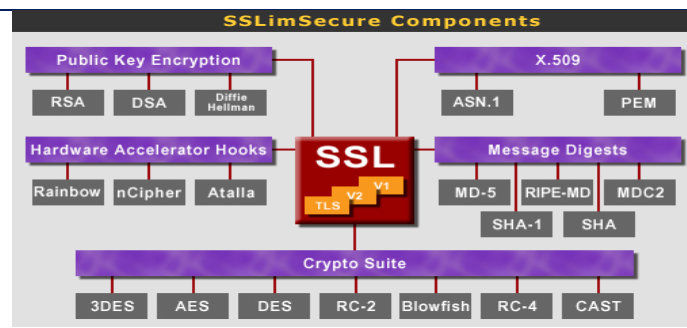 SSLimSecure Components
Public Key Encryption
X.509
RSA
DSA
Diffie
Hellman
ASN.1
PEM
Hardware Accelerator Hooks
SSL
V1
V2
TLS
Message Digests
Rainbow
nCipher
Atalla
MD-5
RIPE-MD
MDC2
SHA-1
SHA
Crypto Suite
3DES
AES
DES
RC-2
Blowfish
RC-4
CAST